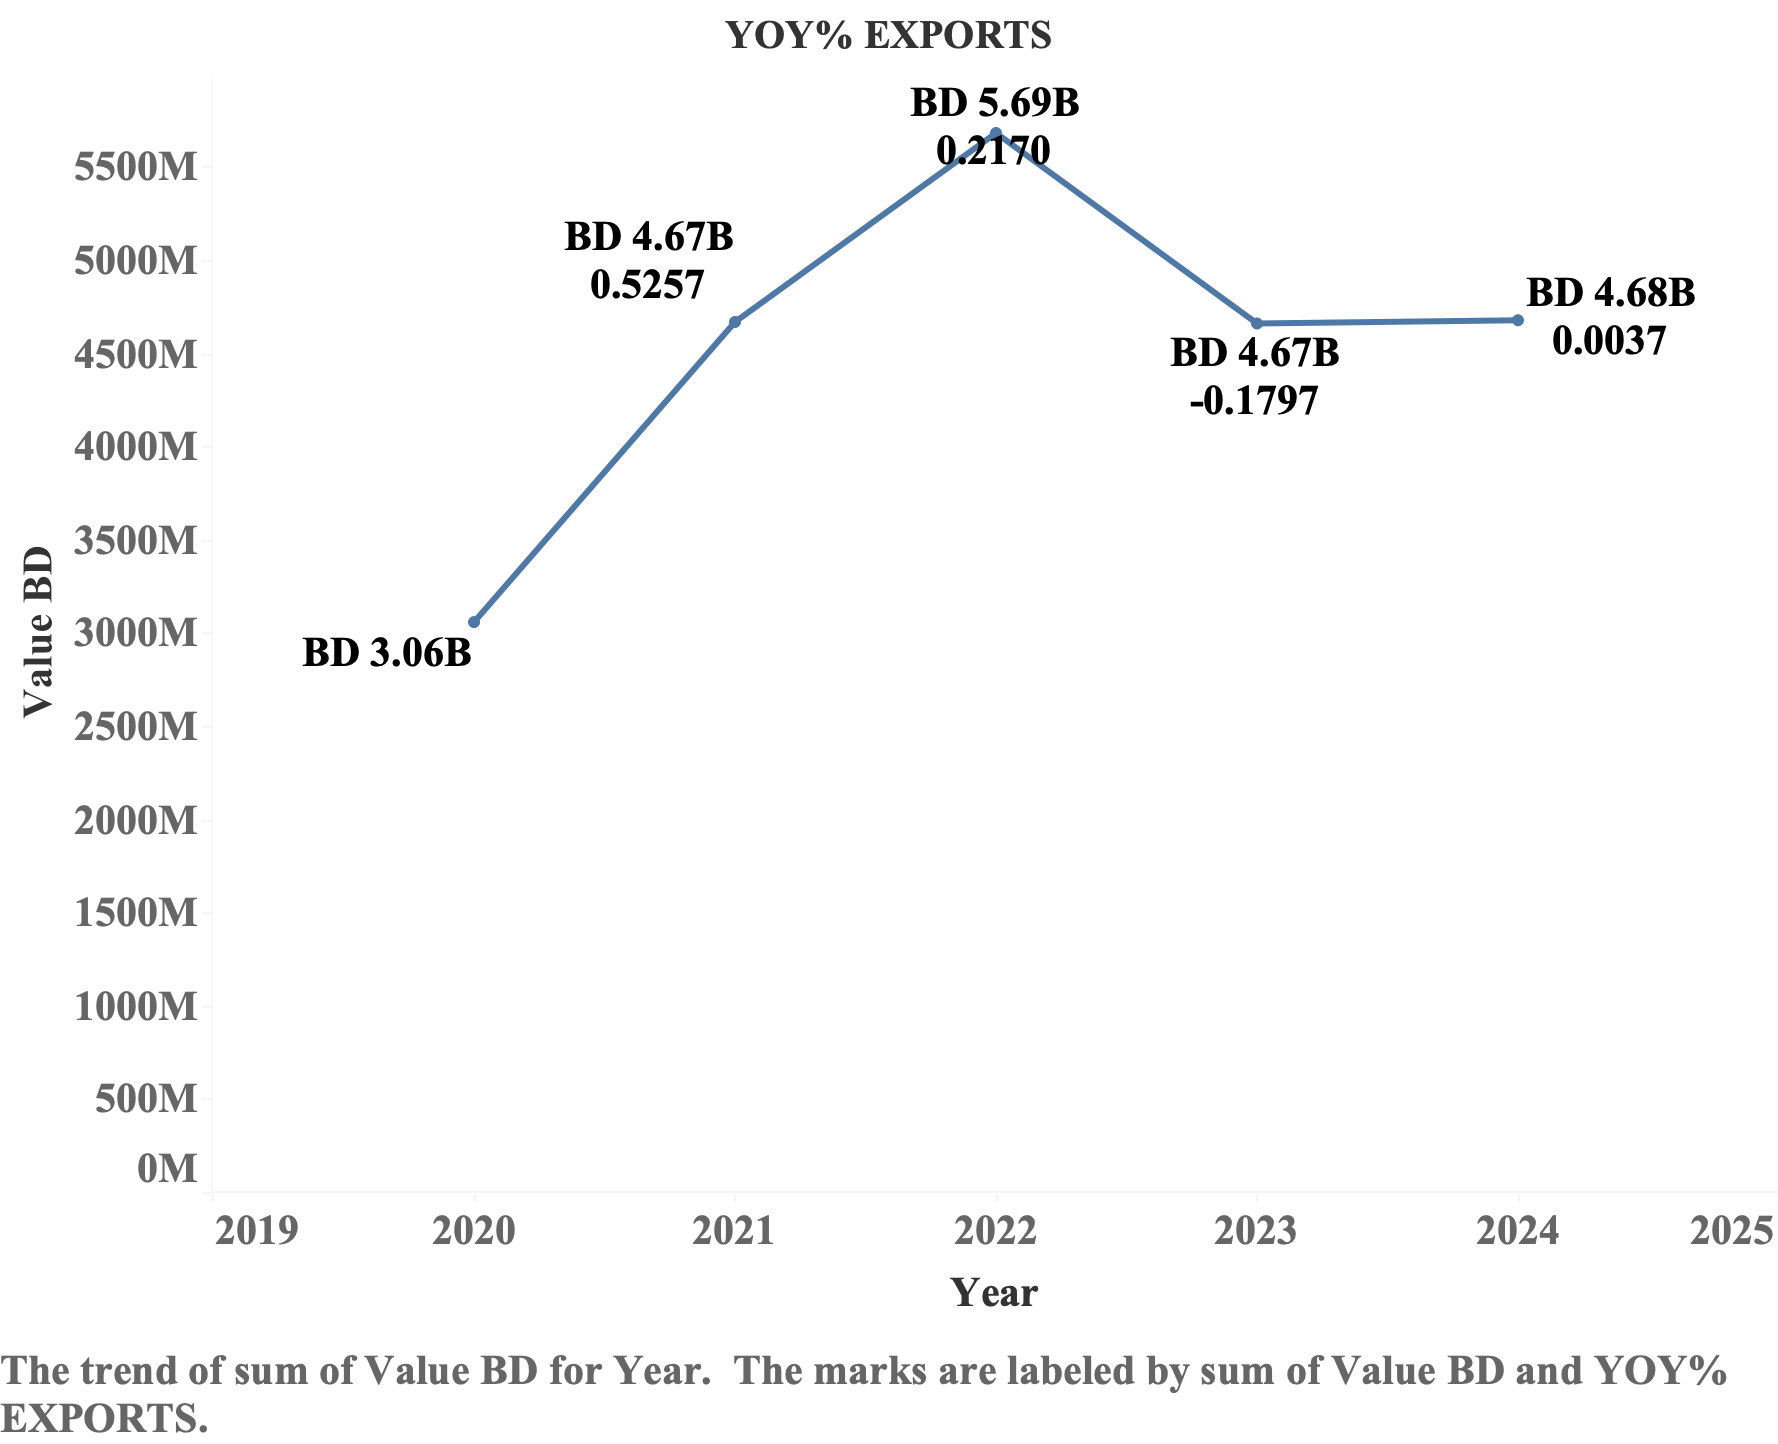 YOY% EXPORTS
BD 5.69B
0.2170
5500M
BD 4.67B
0.5257
5000M
BD 4.68B
0.0037
4500M
BD 4.67B
-0.1797
4000M
3500M
3000M
BD 3.06B
Value BD
2500M
2000M
1500M
1000M
500M
0M
2019 2020 2021 2022 2023 2024 2025
Year
The trend of sum of Value BD for Year.  The marks are labeled by sum of Value BD and YOY%
EXPORTS.